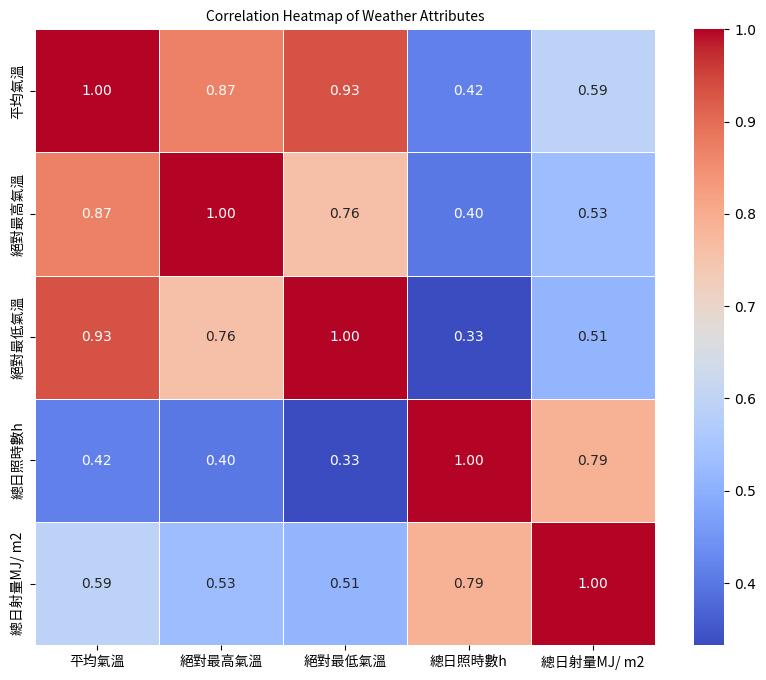 Correlation Heatmap of Weather Attributes
平均氣溫
1.00 0.87 0.93 0.42 0.59
絕對最高氣溫
0.87 1.00 0.76 0.40 0.53
絕對最低氣溫
0.93 0.76 1.00 0.33 0.51
總日照時數h
0.42 0.40 0.33 1.00 0.79
總日射量MJ/ m2
0.59 0.53 0.51 0.79 1.00
平均氣溫 絕對最高氣溫 絕對最低氣溫 總日照時數h 總日射量MJ/ m2
1.0
0.9
0.8
0.7
0.6
0.5
0.4